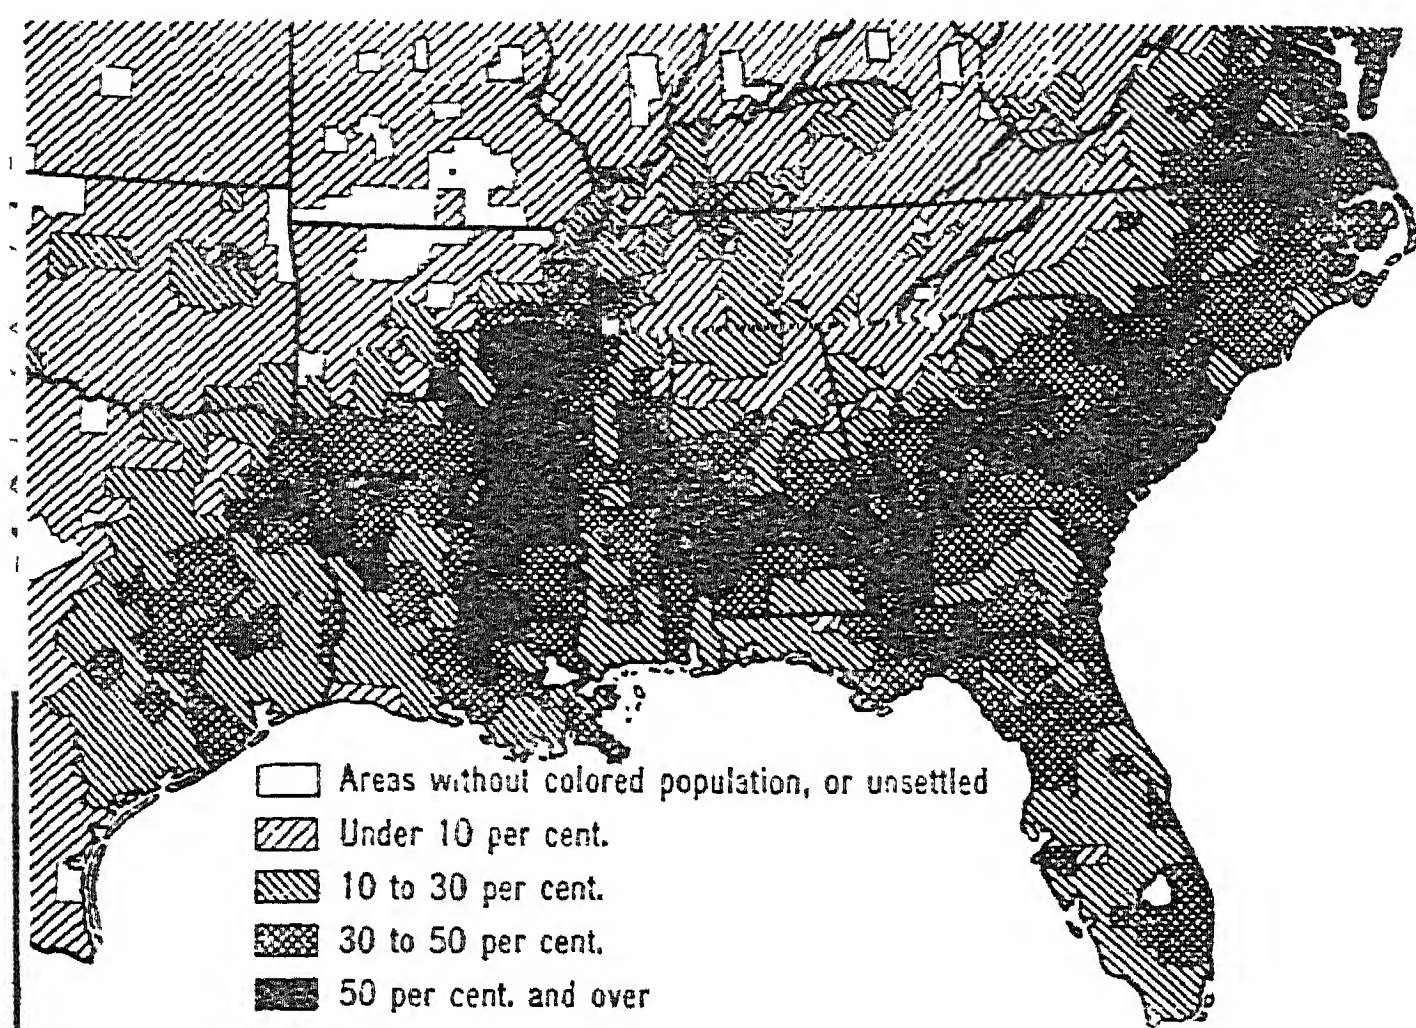 Areas without colored population, or unsettled
Under 10 per cent.
10 to 30 per cent.
30 to 50 per cent.
50 per cent. and over